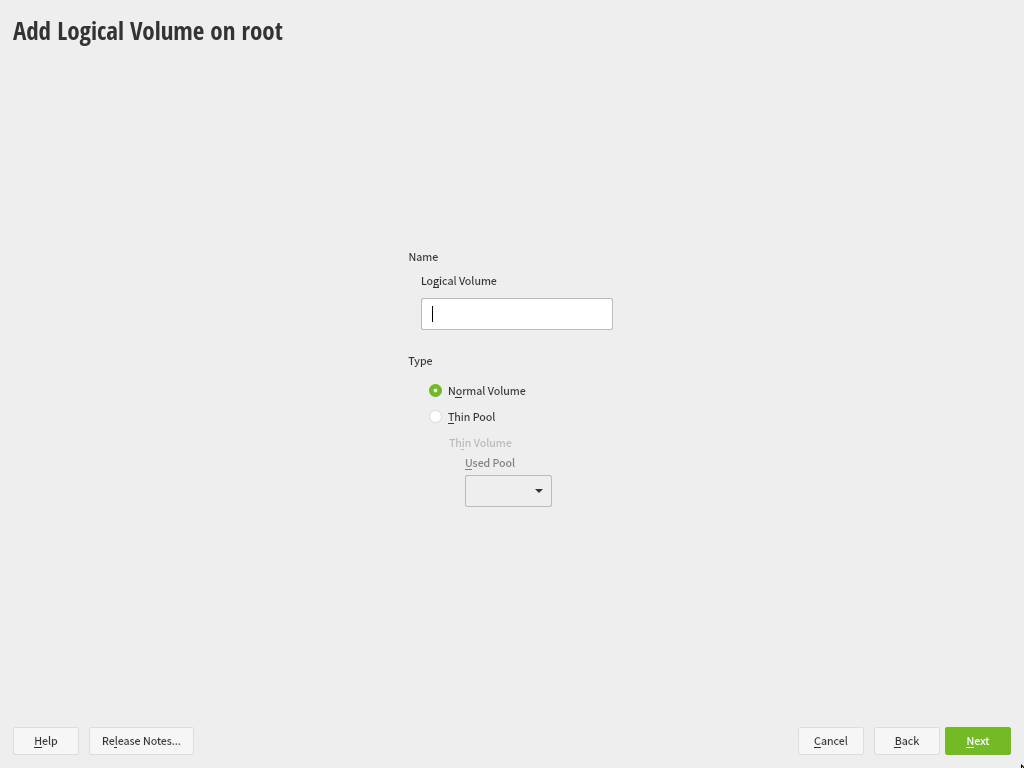 Add Logical Volume on root
Name
Logical Volume
Type
Normal Volume
Thin Pool
Thin Volume
Used Pool
Help
Release Notes...
Cancel
Back
Next